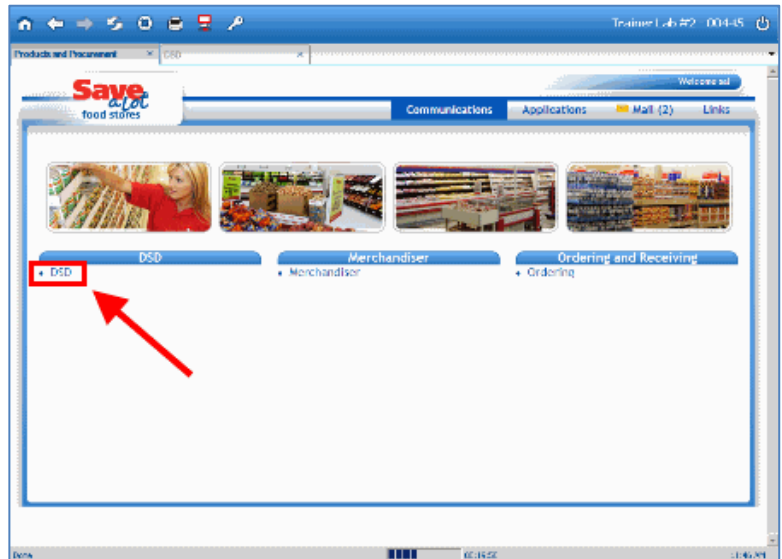 Trainer Lab #2 00445
Products and Procurement
DSD
Welcome sal
Save
a lot
food stores
Communications Applications Mail (2) Links
DSD Merchandiser Ordering and Receiving
DSD Merchandiser Ordering
Done